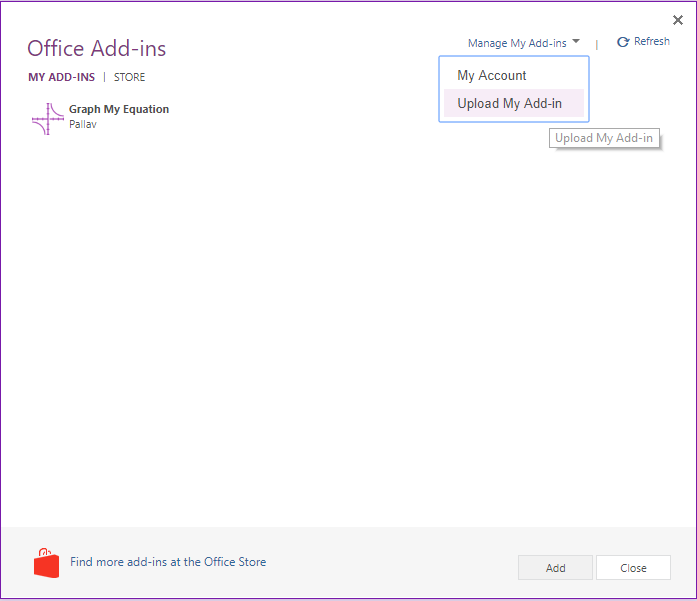 Office Add-ins
Manage My Add-ins | Refresh
MY ADD-INS | STORE
My Account
Upload My Add-in
Upload My Add-in
Graph My Equation
Pallav
Find more add-ins at the Office Store
Add Close